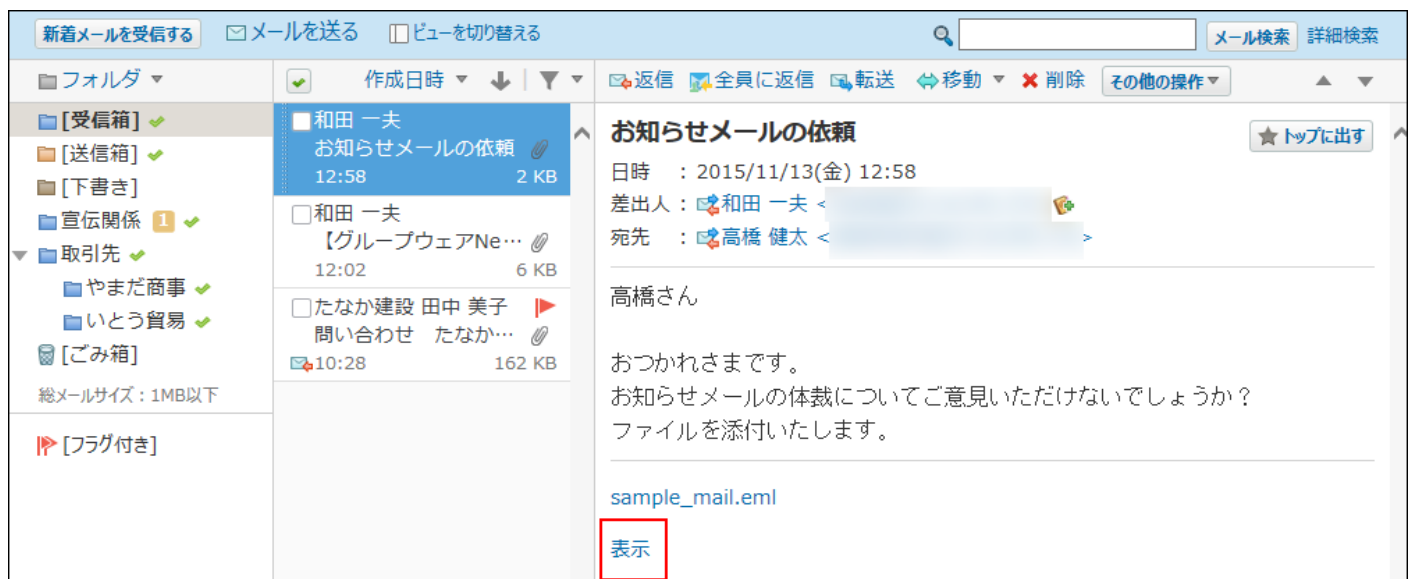 新着メールを受信する メールを送る ビューを切り替える メール検索 詳細検索
フォルダ
[受信箱]
[送信箱]
[下書き]
宣伝関係 1
取引先
やまだ商事
いとう貿易
[ごみ箱]
総メールサイズ：1MB以下
[フラグ付き]
作成日時
和田 一夫
お知らせメールの依頼
12:58 2 KB
和田 一夫
【グループウェアNe…
12:02 6 KB
たなか建設 田中 美子
問い合わせ　たなか…
10:28 162 KB
返信 全員に返信 転送 移動 削除 その他の操作
お知らせメールの依頼 トップに出す
日時　：2015/11/13(金) 12:58
差出人：和田 一夫 <
宛先　：高橋 健太 < >
高橋さん
おつかれさまです。
お知らせメールの体裁についてご意見いただけないでしょうか？
ファイルを添付いたします。
sample_mail.eml
表示